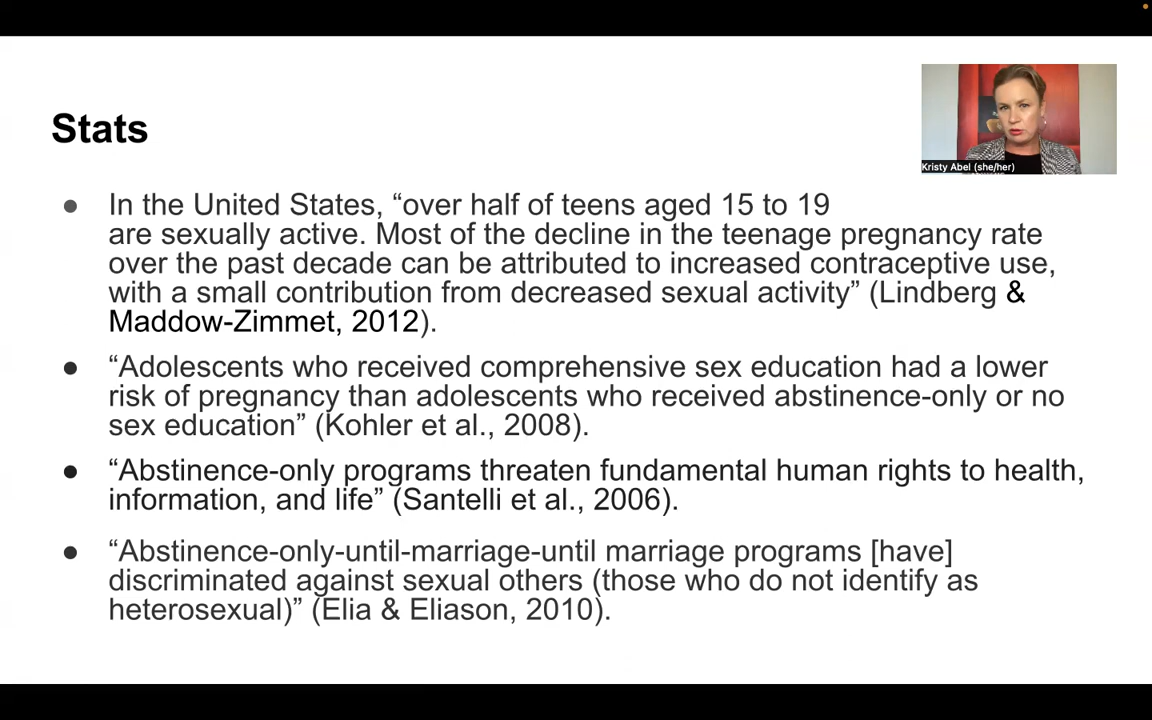 Stats
Kristy Abel (she/her)
● In the United States, “over half of teens aged 15 to 19
are sexually active. Most of the decline in the teenage pregnancy rate
over the past decade can be attributed to increased contraceptive use,
with a small contribution from decreased sexual activity” (Lindberg &
Maddow-Zimmet, 2012).
● “Adolescents who received comprehensive sex education had a lower
risk of pregnancy than adolescents who received abstinence-only or no
sex education” (Kohler et al., 2008).
● “Abstinence-only programs threaten fundamental human rights to health,
information, and life” (Santelli et al., 2006).
● “Abstinence-only-until-marriage-until marriage programs [have]
discriminated against sexual others (those who do not identify as
heterosexual)” (Elia & Eliason, 2010).